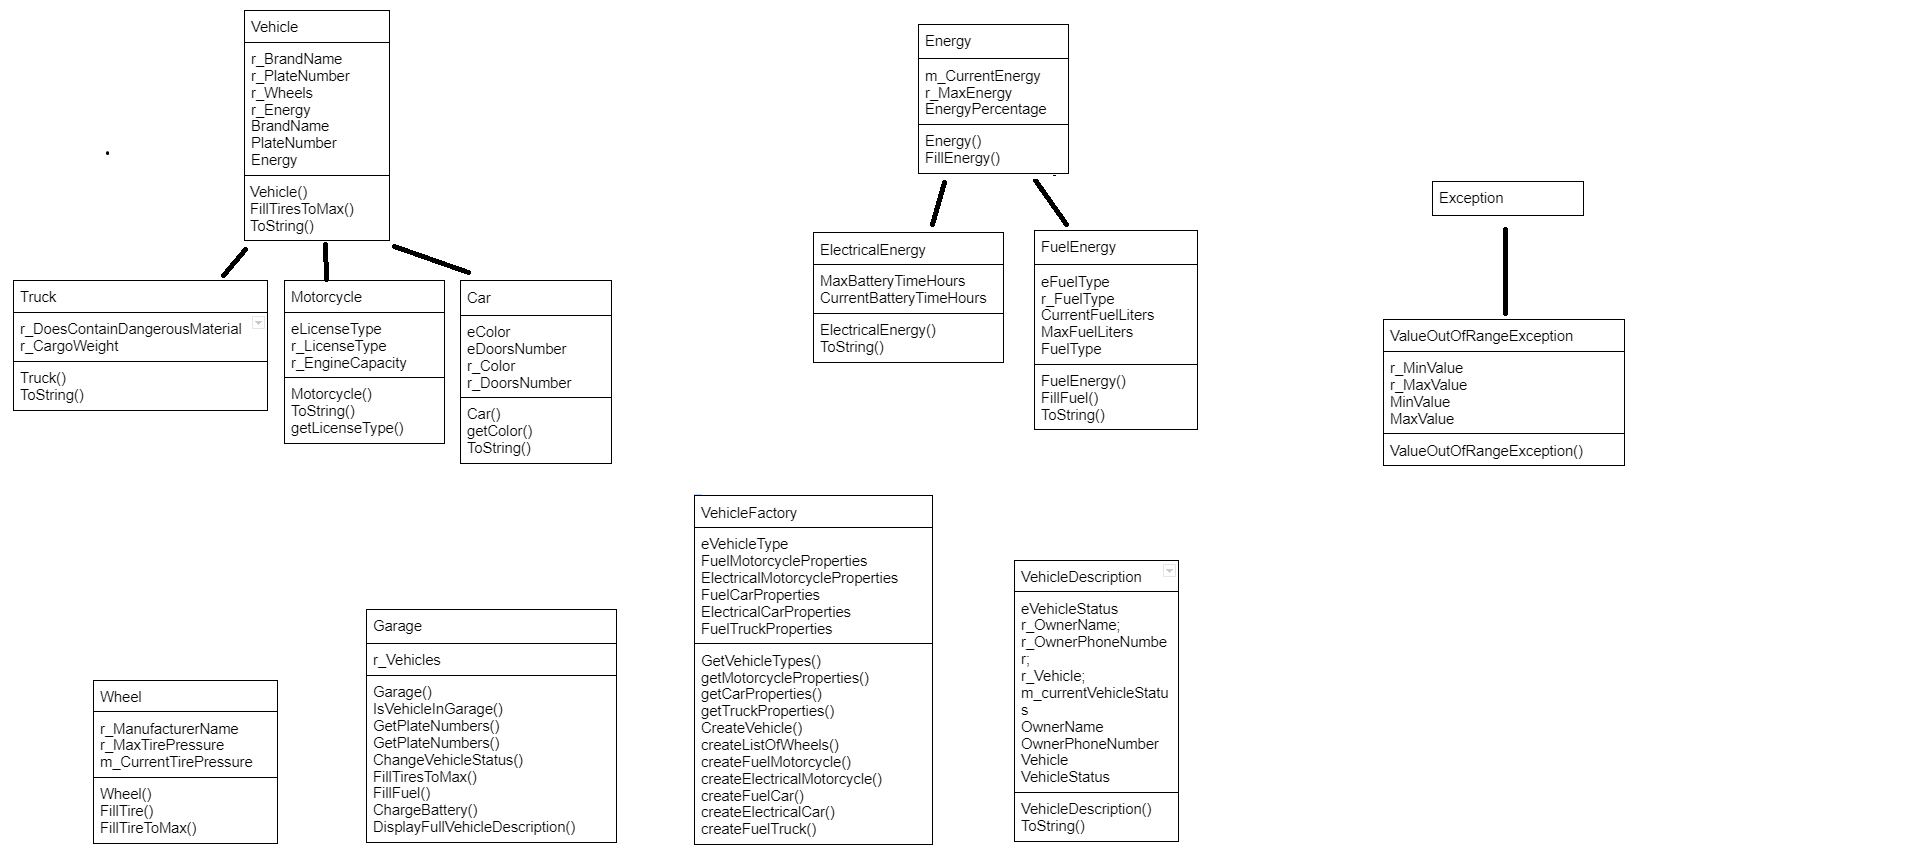 Vehicle
r_BrandName
r_PlateNumber
r_Wheels
r_Energy
BrandName
PlateNumber
Energy
Vehicle()
FillTiresToMax()
ToString()
Energy
m_CurrentEnergy
r_MaxEnergy
EnergyPercentage
Energy()
FillEnergy()
Exception
Truck
r_DoesContainDangerousMaterial
r_CargoWeight
Truck()
ToString()
Motorcycle
eLicenseType
r_LicenseType
r_EngineCapacity
Motorcycle()
ToString()
getLicenseType()
Car
eColor
eDoorsNumber
r_Color
r_DoorsNumber
Car()
getColor()
ToString()
ElectricalEnergy
MaxBatteryTimeHours
CurrentBatteryTimeHours
ElectricalEnergy()
ToString()
FuelEnergy
eFuelType
r_FuelType
CurrentFuelLiters
MaxFuelLiters
FuelType
FuelEnergy()
FillFuel()
ToString()
ValueOutOfRangeException
r_MinValue
r_MaxValue
MinValue
MaxValue
ValueOutOfRangeException()
Wheel
r_ManufacturerName
r_MaxTirePressure
m_CurrentTirePressure
Wheel()
FillTire()
FillTireToMax()
Garage
r_Vehicles
Garage()
IsVehicleInGarage()
GetPlateNumbers()
GetPlateNumbers()
ChangeVehicleStatus()
FillTiresToMax()
FillFuel()
ChargeBattery()
DisplayFullVehicleDescription()
VehicleFactory
eVehicleType
FuelMotorcycleProperties
ElectricalMotorcycleProperties
FuelCarProperties
ElectricalCarProperties
FuelTruckProperties
GetVehicleTypes()
getMotorcycleProperties()
getCarProperties()
getTruckProperties()
CreateVehicle()
createListOfWheels()
createFuelMotorcycle()
createElectricalMotorcycle()
createFuelCar()
createElectricalCar()
createFuelTruck()
VehicleDescription
eVehicleStatus
r_OwnerName;
r_OwnerPhoneNumbe
r;
r_Vehicle;
m_currentVehicleStatu
s
OwnerName
OwnerPhoneNumber
Vehicle
VehicleStatus
VehicleDescription()
ToString()